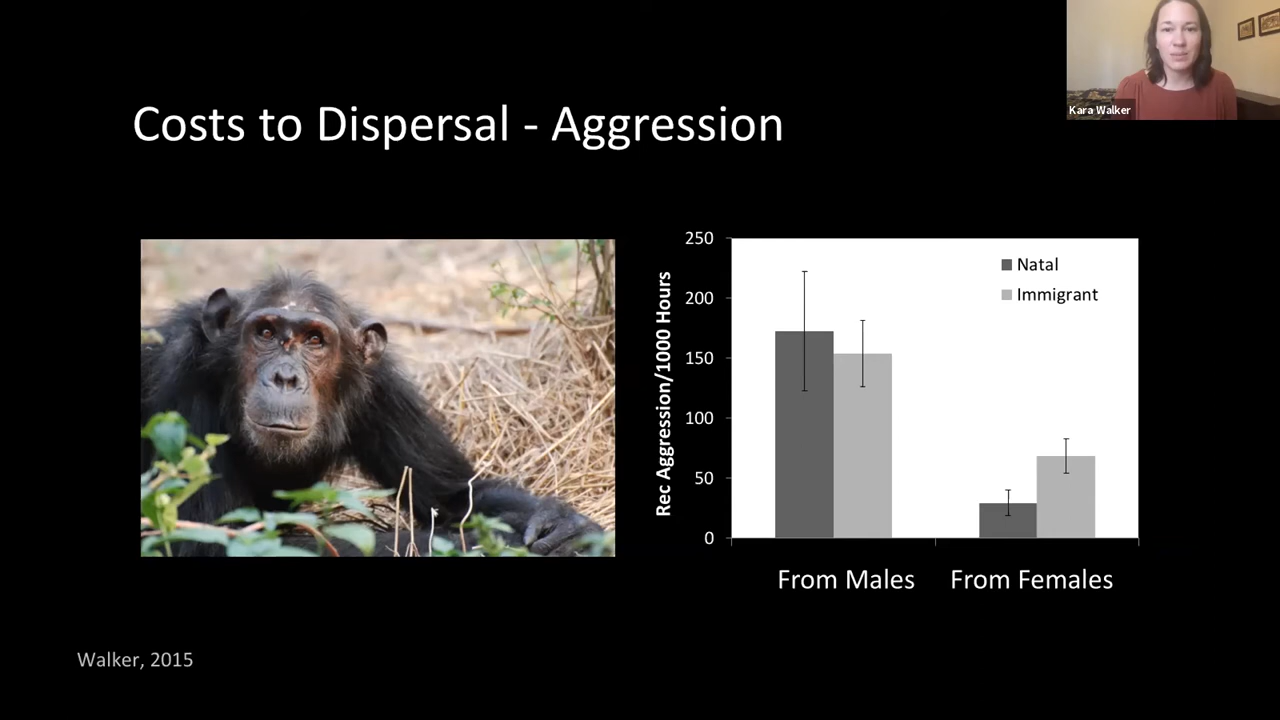 Kara Walker
Costs to Dispersal - Aggression
Rec Aggression/1000 Hours
250
200
150
100
50
0
Natal
Immigrant
From Males
From Females
Walker, 2015